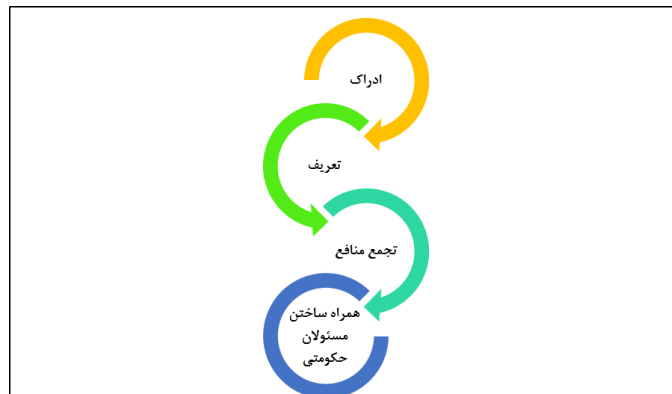 ادراک
تعریف
تجمع منافع
همراه ساختن
مسئولان
حکومتی